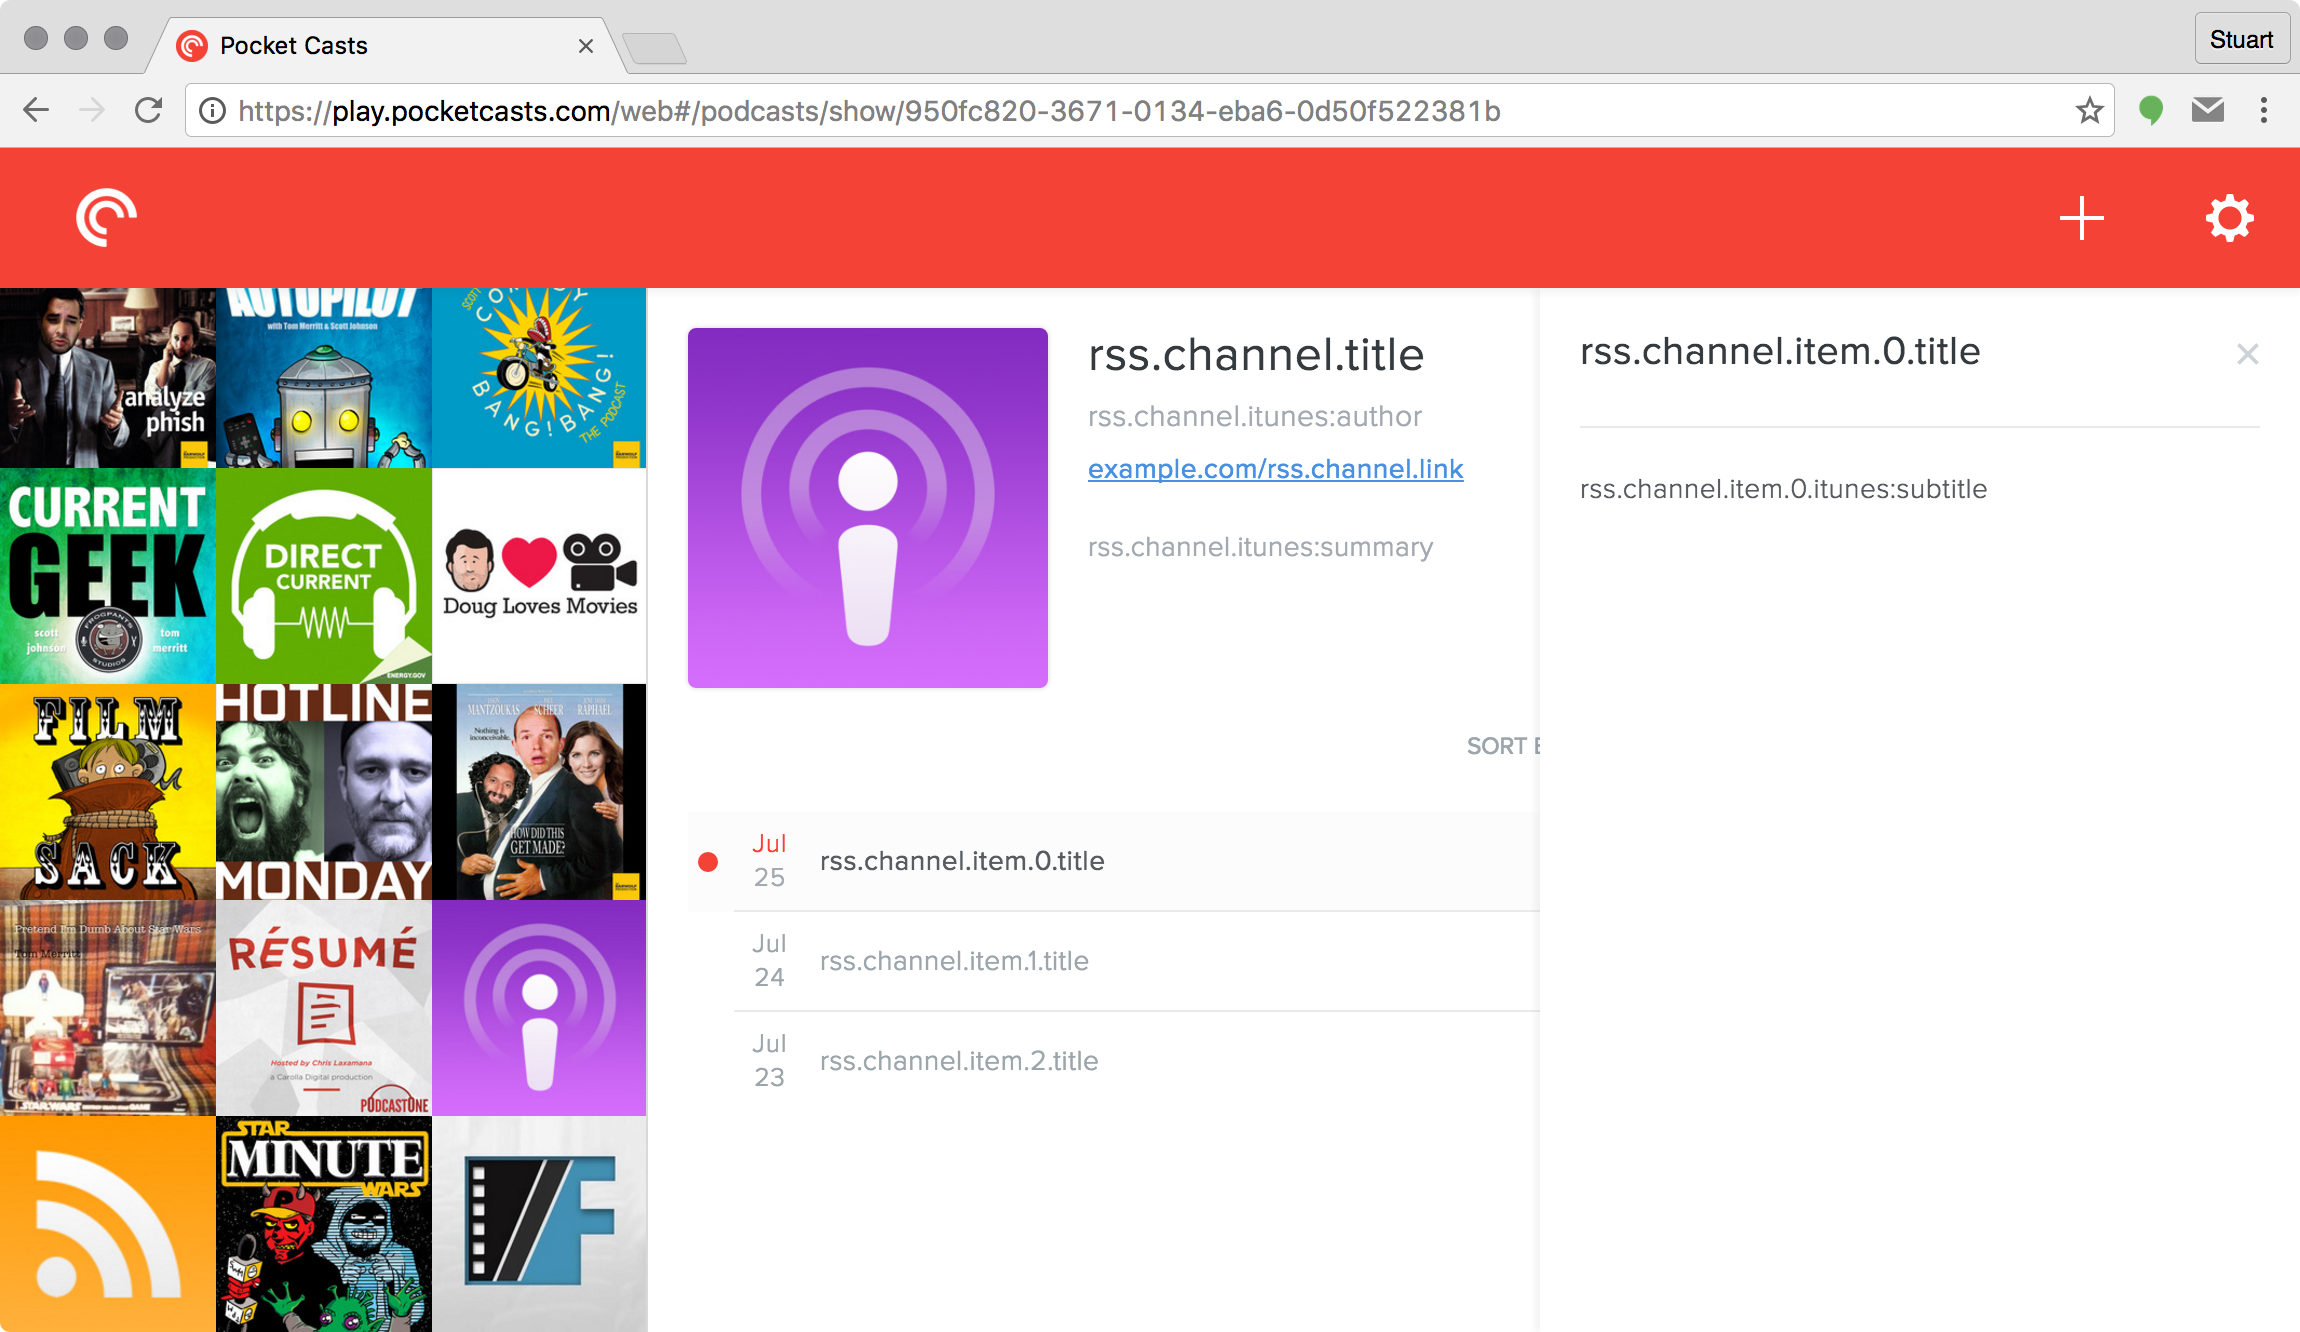 Pocket Casts
Stuart
https://play.pocketcasts.com/web#/podcasts/show/950fc820-3671-0134-eba6-0d50f522381b
analyze
phish
AUTOPILOT
with Tom Merritt & Scott Johnson
SCOTT
BANG! BANG!
THE PODCAST
CURRENT
GEEK
scott
johnson
FROGPANTS
STUDIOS
tom
merritt
DIRECT
CURRENT
ENERGY.GOV
Doug Loves Movies
FILM
SACK
HOTLINE
MONDAY
MANTZOUKAS
SCHEER
RAPHAEL
Nothing is
inconceivable.
HOW DID THIS
GET MADE?
Pretend I'm Dumb About Star Wars
Tom Merritt
STAR WARS
RÉSUMÉ
Hosted by Chris Laxamana
a Carolla Digital production
PODCASTONE
STAR
MINUTE
WARS
F
rss.channel.title
rss.channel.itunes:author
example.com/rss.channel.link
rss.channel.itunes:summary
SORT
Jul
25
rss.channel.item.0.title
Jul
24
rss.channel.item.1.title
Jul
23
rss.channel.item.2.title
rss.channel.item.0.title
rss.channel.item.0.itunes:subtitle